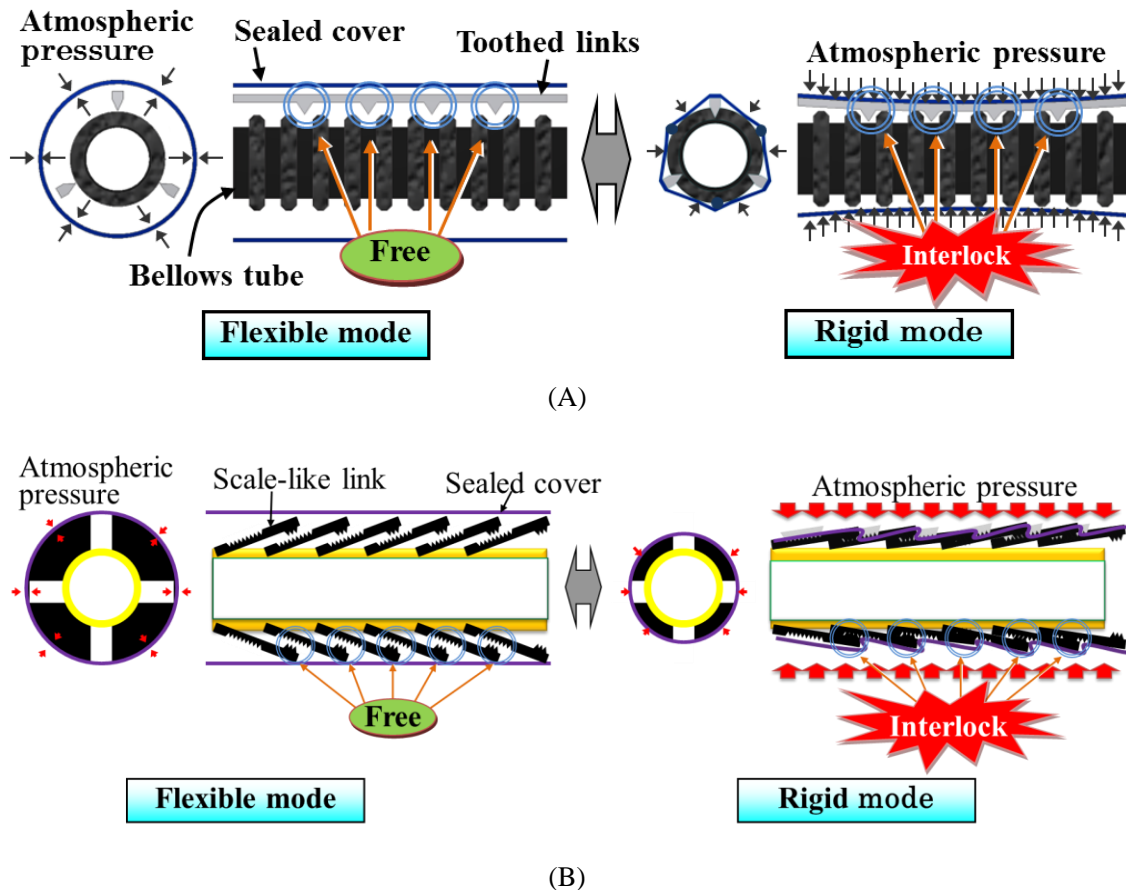 Atmospheric
pressure
Sealed cover
Toothed links
Atmospheric pressure
Free
Interlock
Bellows tube
Flexible mode
Rigid mode
(A)
Atmospheric
pressure
Scale-like link
Sealed cover
Atmospheric pressure
Free
Interlock
Flexible mode
Rigid mode
(B)